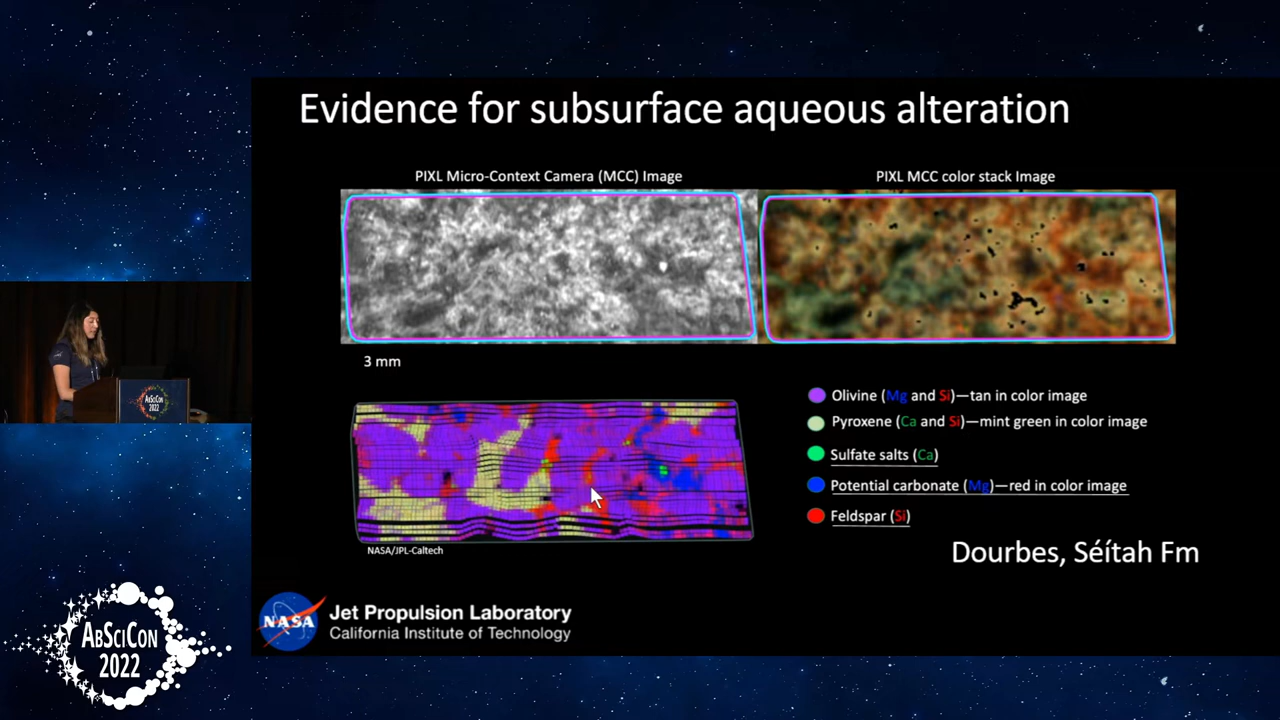 Evidence for subsurface aqueous alteration
PIXL Micro-Context Camera (MCC) Image
PIXL MCC color stack Image
3 mm
Olivine (Mg and Si)—tan in color image
Pyroxene (Ca and Si)—mint green in color image
Sulfate salts (Ca)
Potential carbonate (Mg)—red in color image
Feldspar (Si)
NASA/JPL-Caltech
Dourbes, Séítah Fm
NASA
Jet Propulsion Laboratory
California Institute of Technology
AbSciCon
2022
AbSciCon
2022